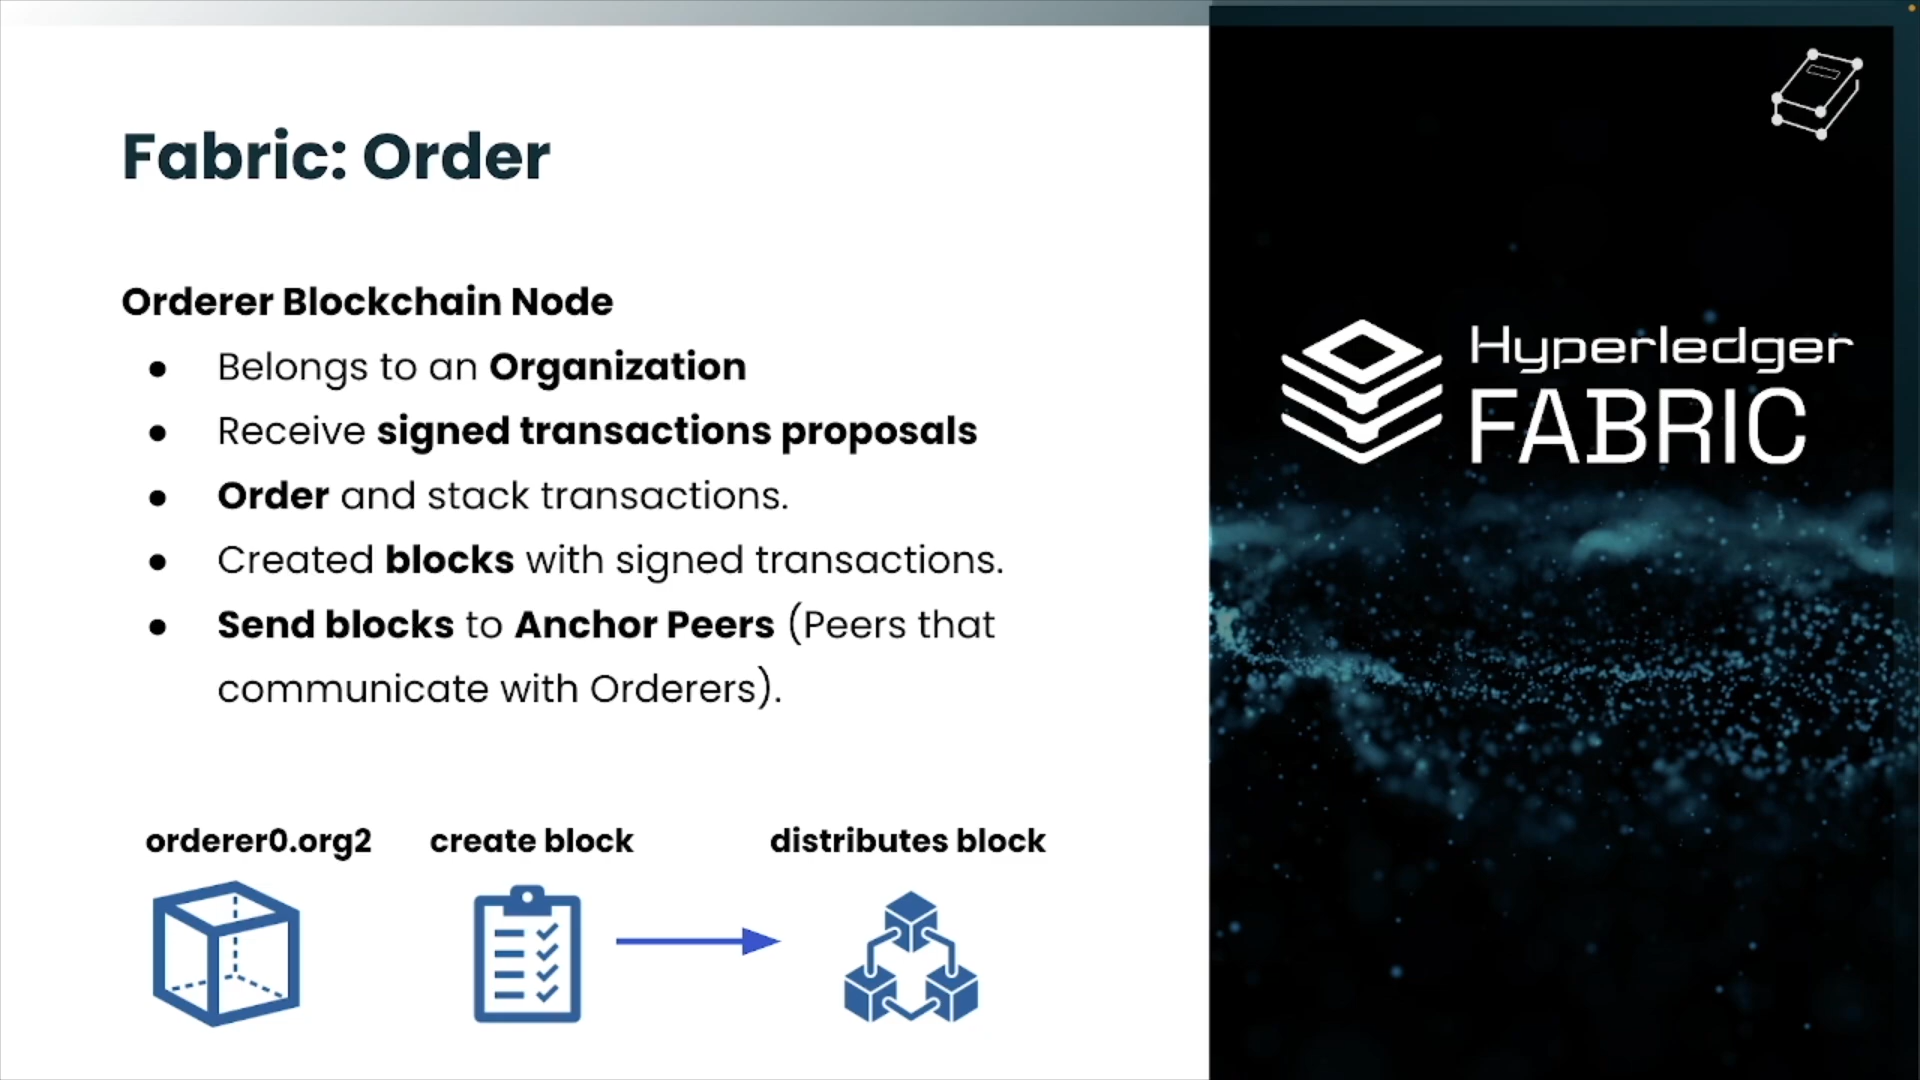 Fabric: Order
Orderer Blockchain Node
● Belongs to an Organization
● Receive signed transactions proposals
● Order and stack transactions.
● Created blocks with signed transactions.
● Send blocks to Anchor Peers (Peers that
communicate with Orderers).
orderer0.org2
create block
distributes block
Hyperledger
FABRIC